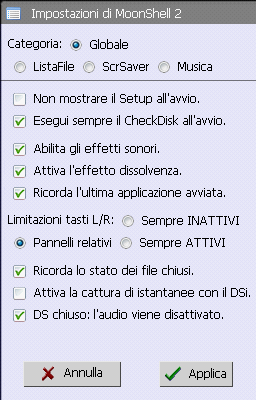 Impostazioni di MoonShell 2
Categoria: Globale
ListaFile ScrSaver Musica
Non mostrare il Setup all'avvio.
Esegui sempre il CheckDisk all'avvio.
Abilita gli effetti sonori.
Attiva l'effetto dissolvenza.
Ricorda l'ultima applicazione avviata.
Limitazioni tasti L/R: Sempre INATTIVI
Pannelli relativi Sempre ATTIVI
Ricorda lo stato dei file chiusi.
Attiva la cattura di istantanee con il DSi.
DS chiuso: l'audio viene disattivato.
Annulla Applica